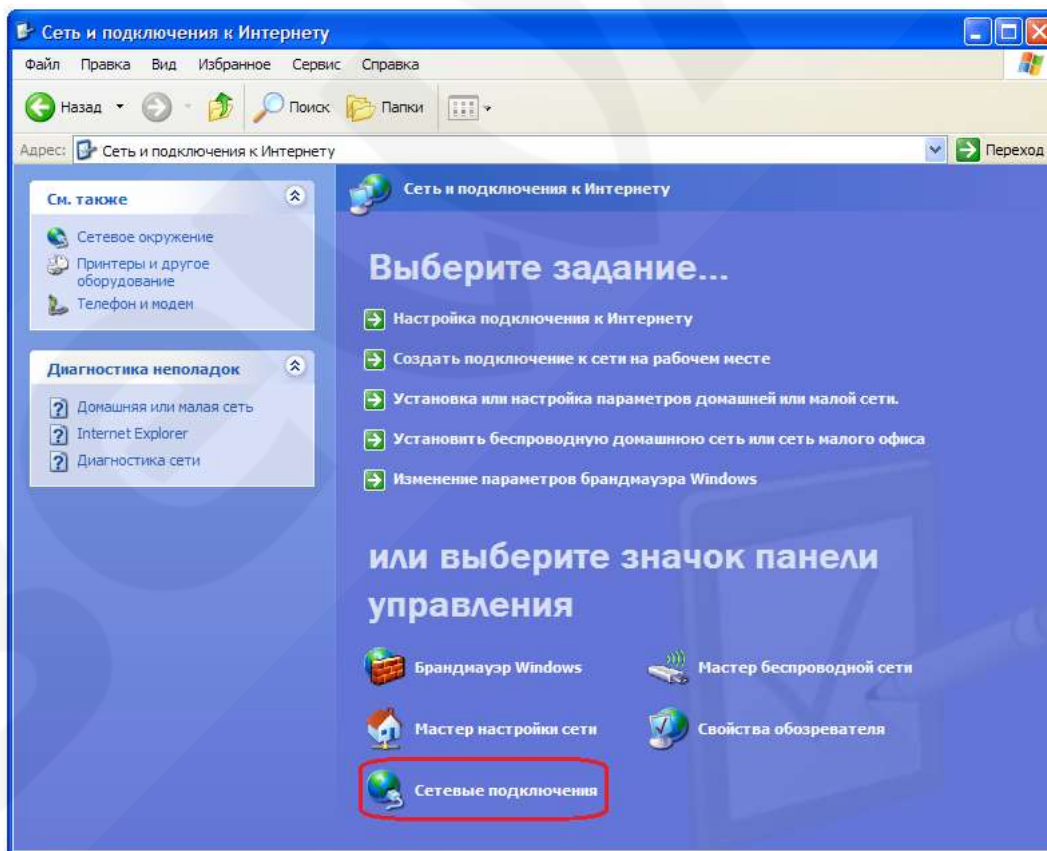 Сеть и подключения к Интернету
Файл Правка Вид Избранное Сервис Справка
Назад Поиск Папки
Адрес: Сеть и подключения к Интернету Переход
См. также
Сетевое окружение
Принтеры и другое
оборудование
Телефон и модем
Диагностика неполадок
Домашняя или малая сеть
Internet Explorer
Диагностика сети
Сеть и подключения к Интернету
Выберите задание...
Настройка подключения к Интернету
Создать подключение к сети на рабочем месте
Установка или настройка параметров домашней или малой сети.
Установить беспроводную домашнюю сеть или сеть малого офиса
Изменение параметров брандмауэра Windows
или выберите значок панели
управления
Брандмауэр Windows
Мастер беспроводной сети
Мастер настройки сети
Свойства обозревателя
Сетевые подключения